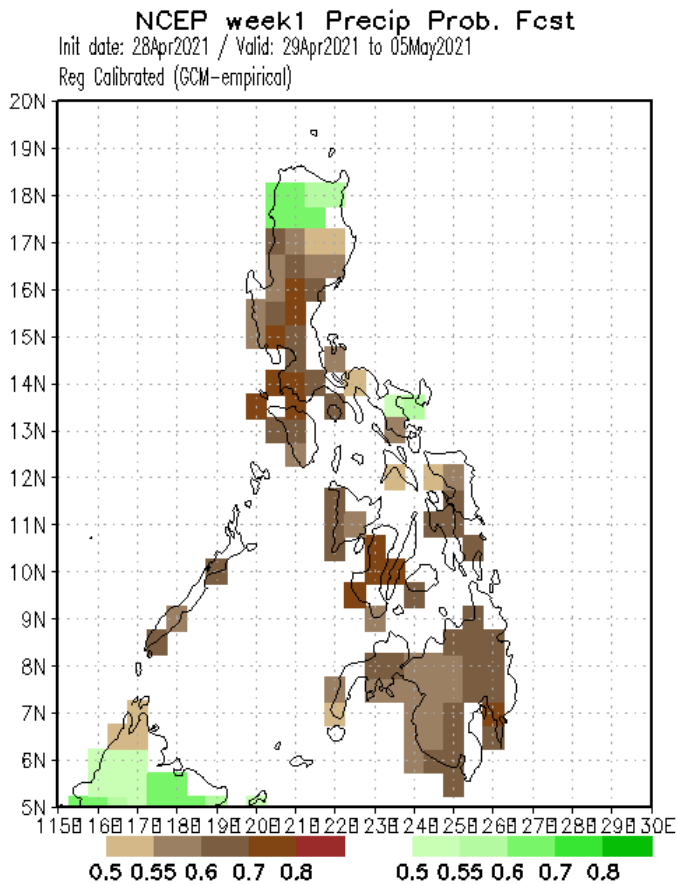 NCEP week1 Precip Prob. Fcst
Init date: 28Apr2021 / Valid: 29Apr2021 to 05May2021
Reg Calibrated (GCM-empirical)
20N
19N
18N
17N
16N
15N
14N
13N
12N
11N
10N
9N
8N
7N
6N
5N
115E 116E 117E 118E 119E 120E 121E 122E 123E 124E 125E 126E 127E 128E 129E 130E
0.5 0.55 0.6 0.7 0.8 0.5 0.55 0.6 0.7 0.8